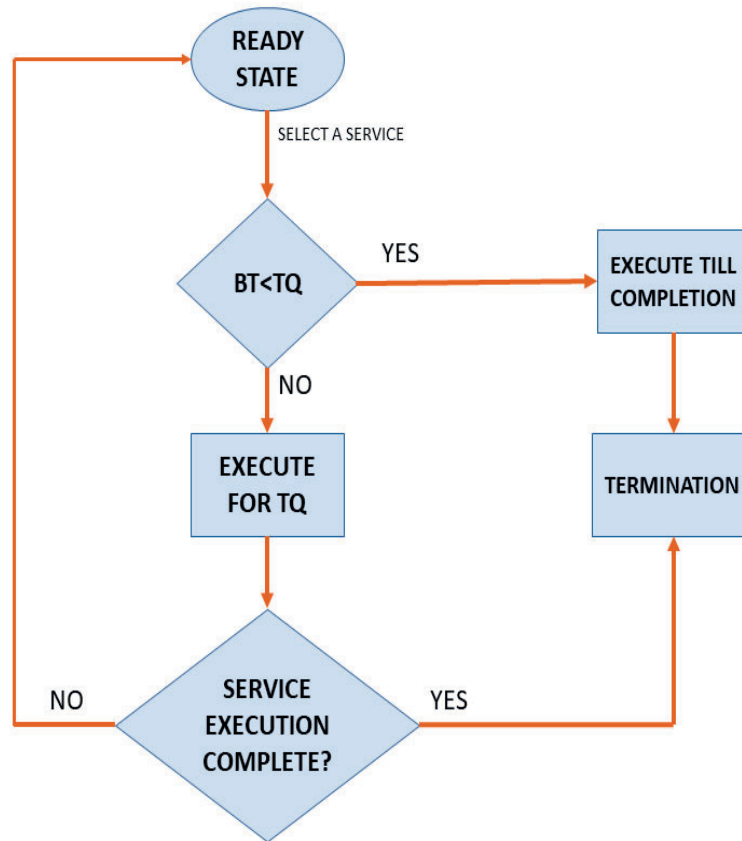 READY
STATE
SELECT A SERVICE
BT<TQ
YES
EXECUTE TILL
COMPLETION
NO
EXECUTE
FOR TQ
TERMINATION
NO
SERVICE
EXECUTION
COMPLETE?
YES